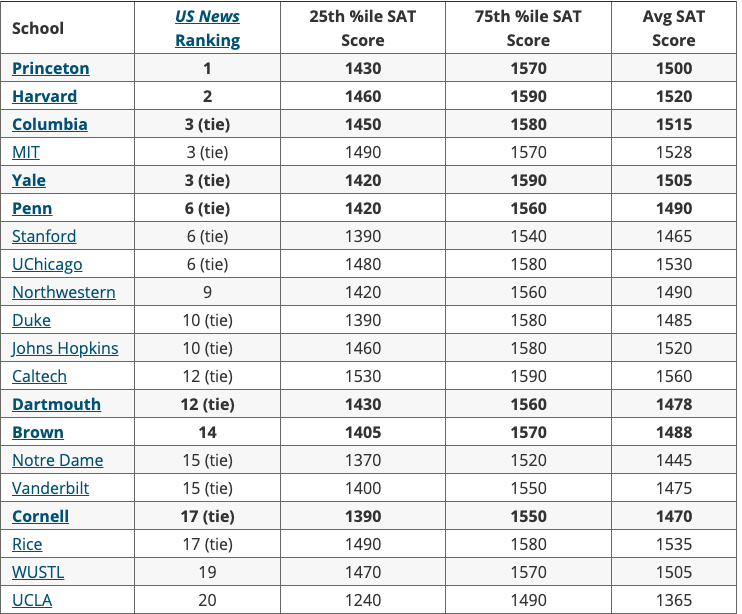 School US News Ranking 25th %ile SAT Score 75th %ile SAT Score Avg SAT Score
Princeton 1 1430 1570 1500
Harvard 2 1460 1590 1520
Columbia 3 (tie) 1450 1580 1515
MIT 3 (tie) 1490 1570 1528
Yale 3 (tie) 1420 1590 1505
Penn 6 (tie) 1420 1560 1490
Stanford 6 (tie) 1390 1540 1465
UChicago 6 (tie) 1480 1580 1530
Northwestern 9 1420 1560 1490
Duke 10 (tie) 1390 1580 1485
Johns Hopkins 10 (tie) 1460 1580 1520
Caltech 12 (tie) 1530 1590 1560
Dartmouth 12 (tie) 1430 1560 1478
Brown 14 1405 1570 1488
Notre Dame 15 (tie) 1370 1520 1445
Vanderbilt 15 (tie) 1400 1550 1475
Cornell 17 (tie) 1390 1550 1470
Rice 17 (tie) 1490 1580 1535
WUSTL 19 1470 1570 1505
UCLA 20 1240 1490 1365